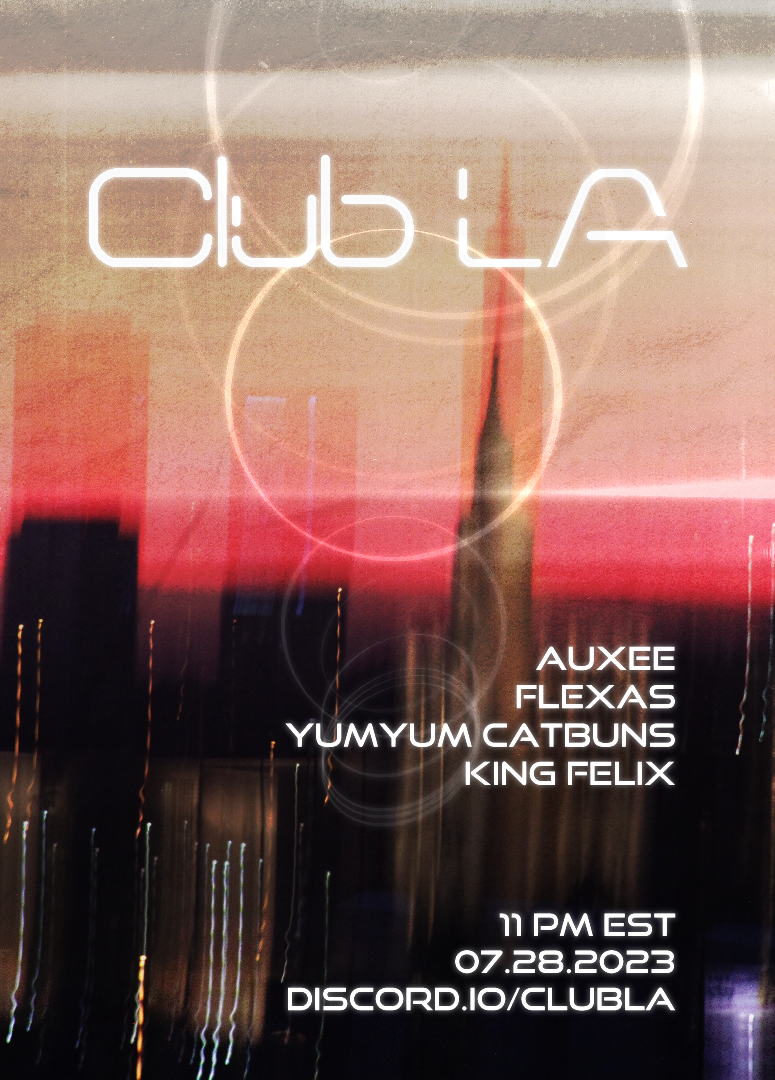 Club LA
AUXEE
FLEXAS
YUMYUM CATBUNS
KING FELIX
11 PM EST
07.28.2023
DISCORD.IO/CLUBLA